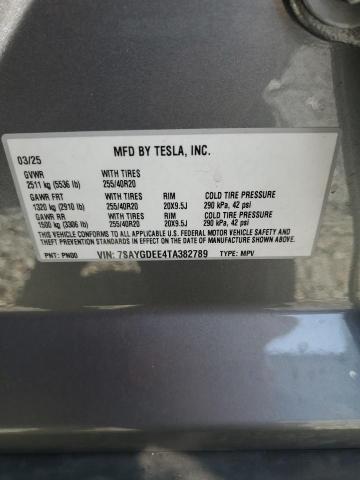 MFD BY TESLA, INC.
03/25
GVWR WITH TIRES
2511 kg (5536 lb) 255/40R20
GAWR FRT WITH TIRES RIM COLD TIRE PRESSURE
1320 kg (2910 lb) 255/40R20 20X9.5J 290 kPa, 42 psi
GAWR RR WITH TIRES RIM COLD TIRE PRESSURE
1500 kg (3306 lb) 255/40R20 20X9.5J 290 kPa, 42 psi
THIS VEHICLE CONFORMS TO ALL APPLICABLE U.S. FEDERAL MOTOR VEHICLE SAFETY AND
THEFT PREVENTION STANDARDS IN EFFECT ON THE DATE OF MANUFACTURE SHOWN ABOVE.
PNT: PN00 VIN: 7SAYGDEE4TA382789 TYPE: MPV